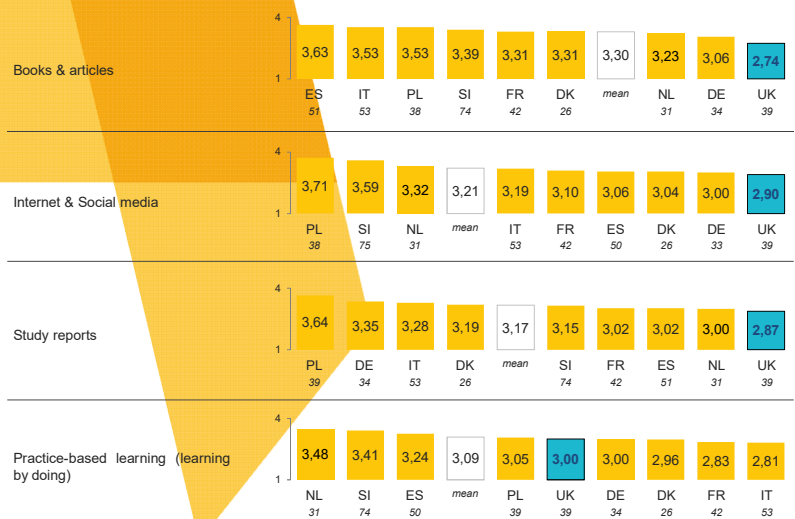 4
3,63 3,53 3,53 3,39 3,31 3,31 3,30 3,23 3,06 2,74
Books & articles
1
ES IT PL SI FR DK mean NL DE UK
51 53 38 74 42 26 31 34 39
4
3,71 3,59 3,32 3,21 3,19 3,10 3,06 3,04 3,00 2,90
Internet & Social media
1
PL SI NL mean IT FR ES DK DE UK
38 75 31 53 42 50 26 33 39
4
3,64 3,35 3,28 3,19 3,17 3,15 3,02 3,02 3,00 2,87
Study reports
1
PL DE IT DK mean SI FR ES NL UK
39 34 53 26 74 42 51 31 39
4
3,48 3,41 3,24 3,09 3,05 3,00 3,00 2,96 2,83 2,81
Practice-based learning (learning
by doing)
1
NL SI ES mean PL UK DE DK FR IT
31 74 50 39 39 34 26 42 53